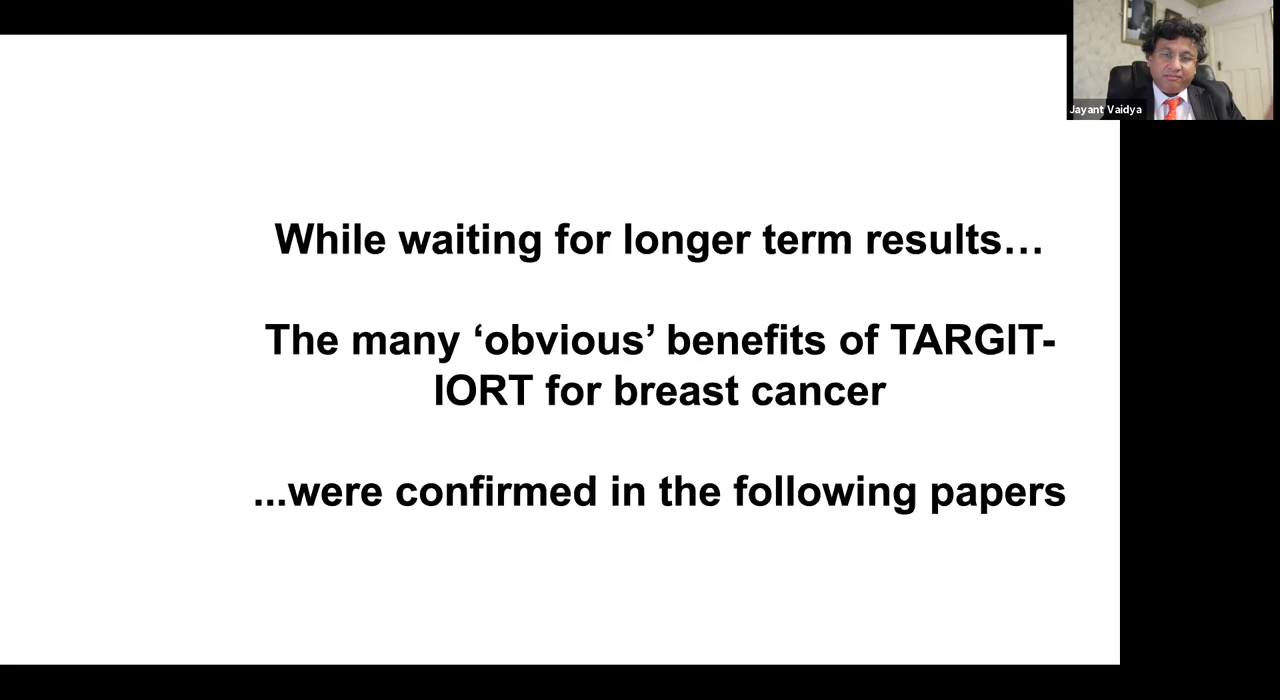 Jayant Vaidya
While waiting for longer term results…
The many ‘obvious’ benefits of TARGIT-
IORT for breast cancer
...were confirmed in the following papers